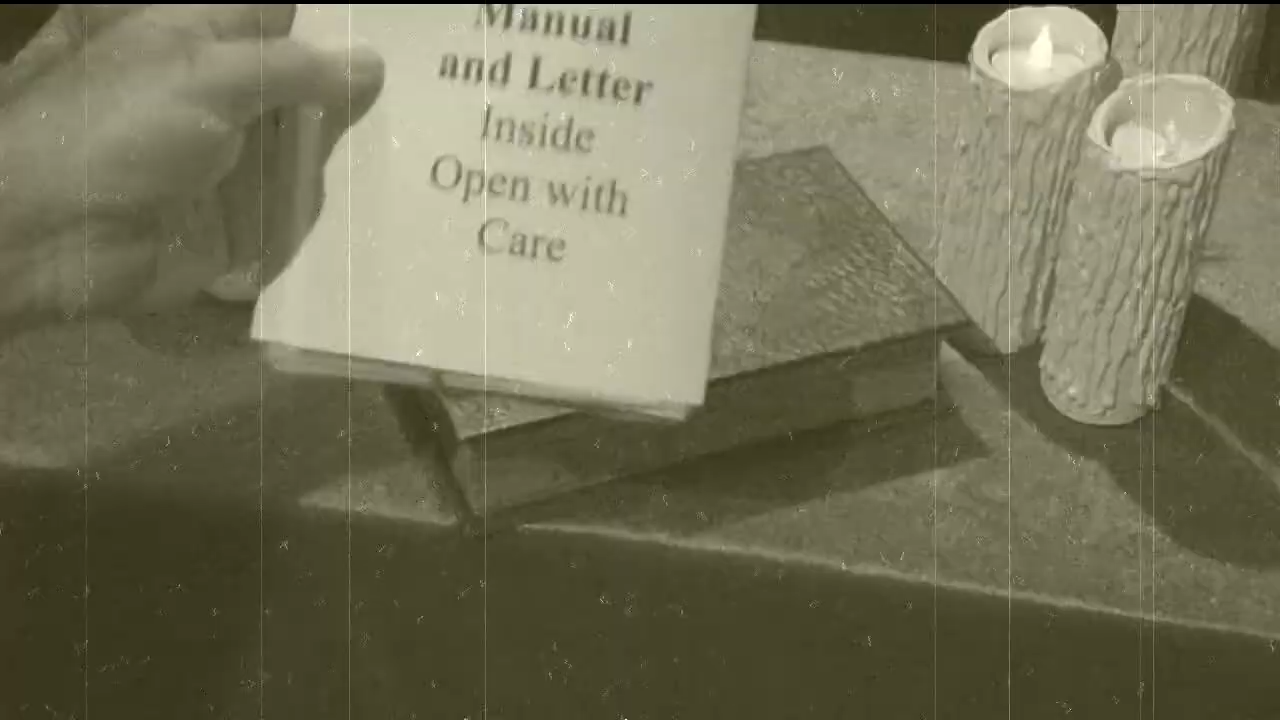 Manual
and Letter
Inside
Open with
Care